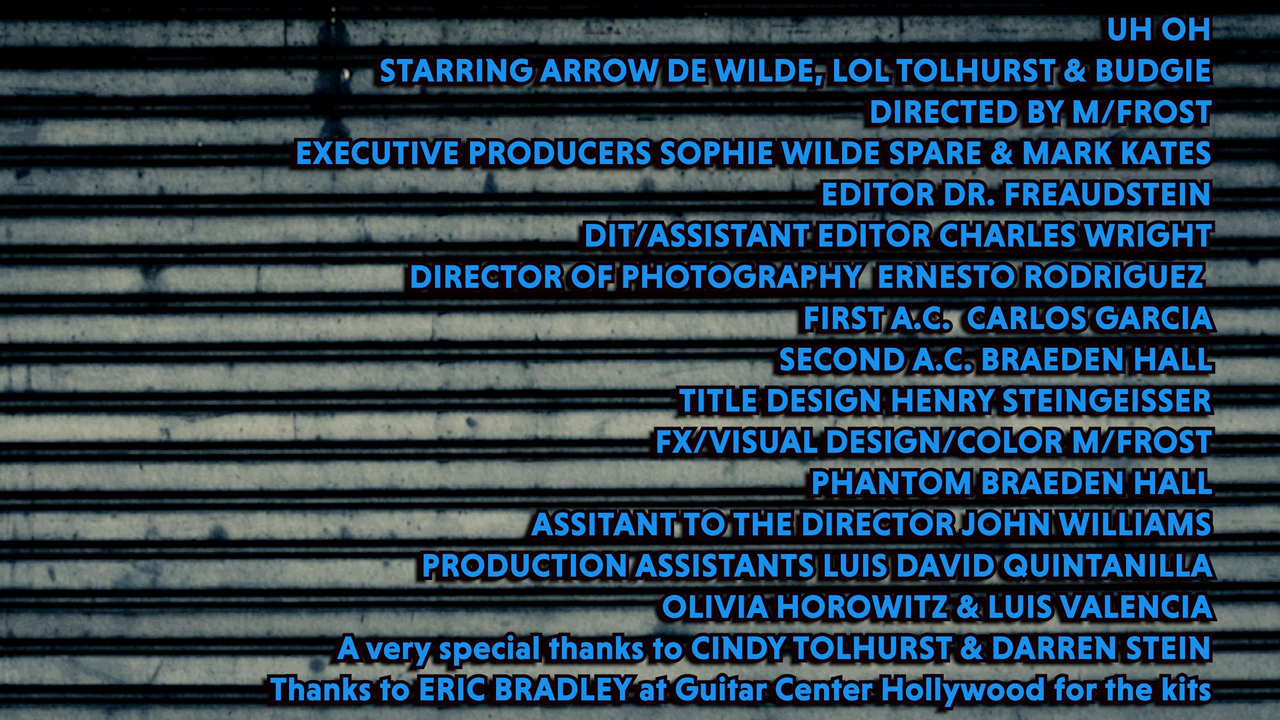 UH OH
STARRING ARROW DE WILDE, LOL TOLHURST & BUDGIE
DIRECTED BY M/FROST
EXECUTIVE PRODUCERS SOPHIE WILDE SPARE & MARK KATES
EDITOR DR. FREAUDSTEIN
DIT/ASSISTANT EDITOR CHARLES WRIGHT
DIRECTOR OF PHOTOGRAPHY ERNESTO RODRIGUEZ
FIRST A.C. CARLOS GARCIA
SECOND A.C. BRAEDEN HALL
TITLE DESIGN HENRY STEINGEISSER
FX/VISUAL DESIGN/COLOR M/FROST
PHANTOM BRAEDEN HALL
ASSITANT TO THE DIRECTOR JOHN WILLIAMS
PRODUCTION ASSISTANTS LUIS DAVID QUINTANILLA
OLIVIA HOROWITZ & LUIS VALENCIA
A very special thanks to CINDY TOLHURST & DARREN STEIN
Thanks to ERIC BRADLEY at Guitar Center Hollywood for the kits